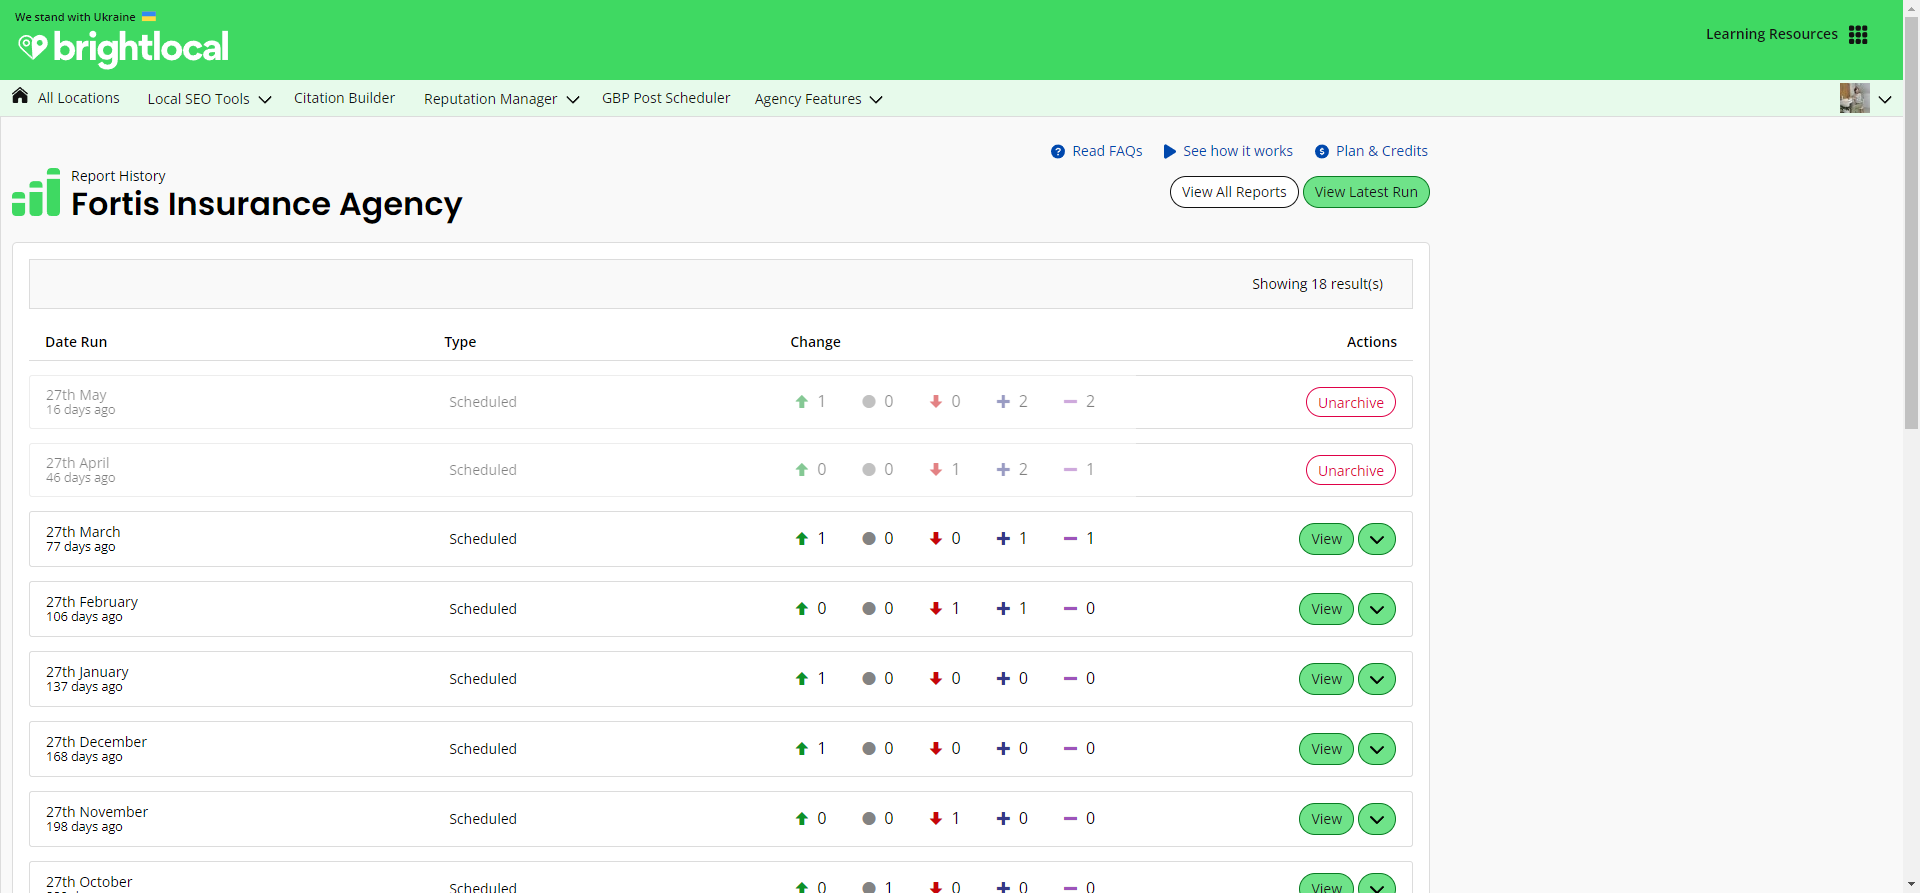 We stand with Ukraine
brightlocal
Learning Resources
All Locations Local SEO Tools Citation Builder Reputation Manager GBP Post Scheduler Agency Features
Read FAQs See how it works Plan & Credits
Report History
Fortis Insurance Agency
View All Reports View Latest Run
Showing 18 result(s)
Date Run Type Change Actions
27th May
16 days ago
Scheduled 1 0 0 2 2 Unarchive
27th April
46 days ago
Scheduled 0 0 1 2 1 Unarchive
27th March
77 days ago
Scheduled 1 0 0 1 1 View
27th February
106 days ago
Scheduled 0 0 1 1 0 View
27th January
137 days ago
Scheduled 1 0 0 0 0 View
27th December
168 days ago
Scheduled 1 0 0 0 0 View
27th November
198 days ago
Scheduled 0 0 1 0 0 View
27th October
Scheduled 0 1 0 0 0 View